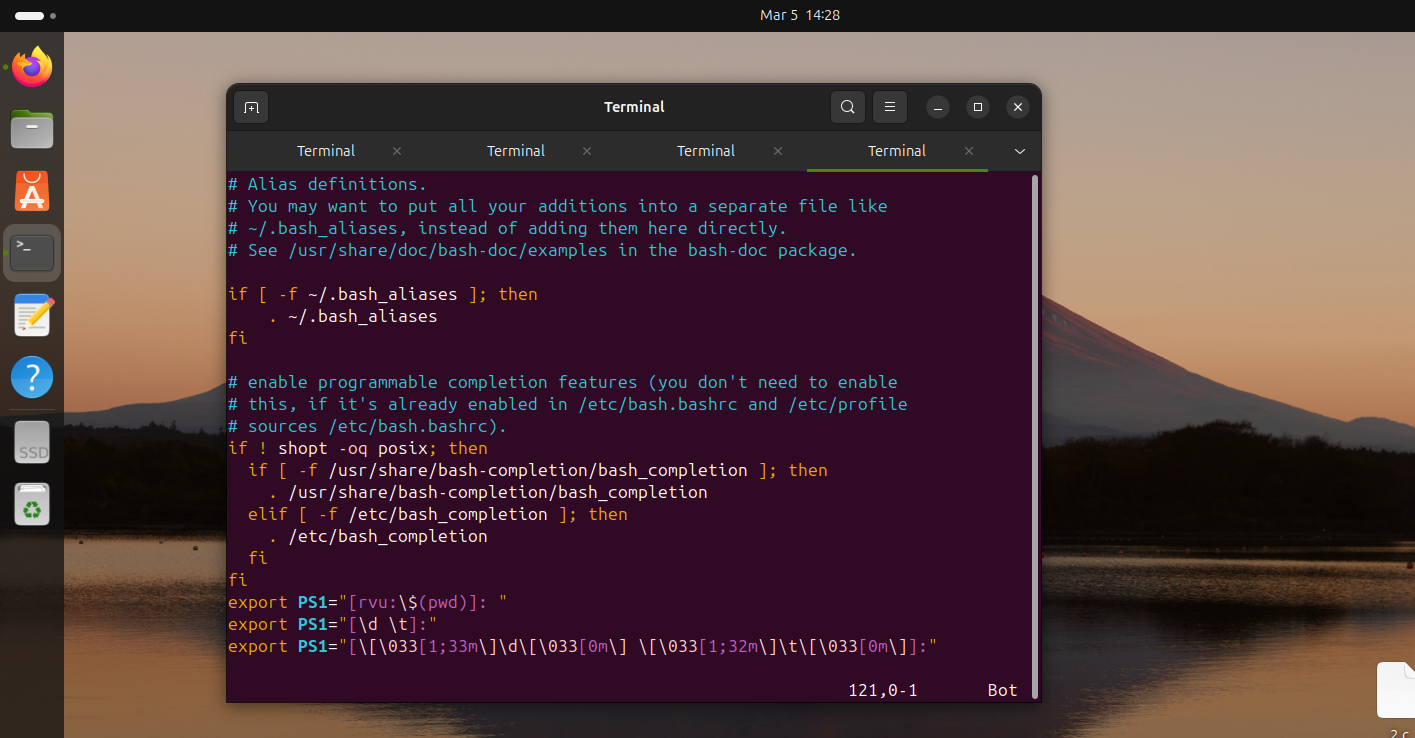 Mar 5 14:28
Terminal
Terminal Terminal Terminal Terminal
# Alias definitions.
# You may want to put all your additions into a separate file like
# ~/.bash_aliases, instead of adding them here directly.
# See /usr/share/doc/bash-doc/examples in the bash-doc package.
if [ -f ~/.bash_aliases ]; then
    . ~/.bash_aliases
fi
# enable programmable completion features (you don't need to enable
# this, if it's already enabled in /etc/bash.bashrc and /etc/profile
# sources /etc/bash.bashrc).
if ! shopt -oq posix; then
  if [ -f /usr/share/bash-completion/bash_completion ]; then
    . /usr/share/bash-completion/bash_completion
  elif [ -f /etc/bash_completion ]; then
    . /etc/bash_completion
  fi
fi
export PS1="[rvu:\$(pwd)]: "
export PS1="[\d \t]:"
export PS1="[\[\033[1;33m\]\d\[\033[0m\] \[\033[1;32m\]\t\[\033[0m\]]:"
121,0-1 Bot
>_
?
SSD